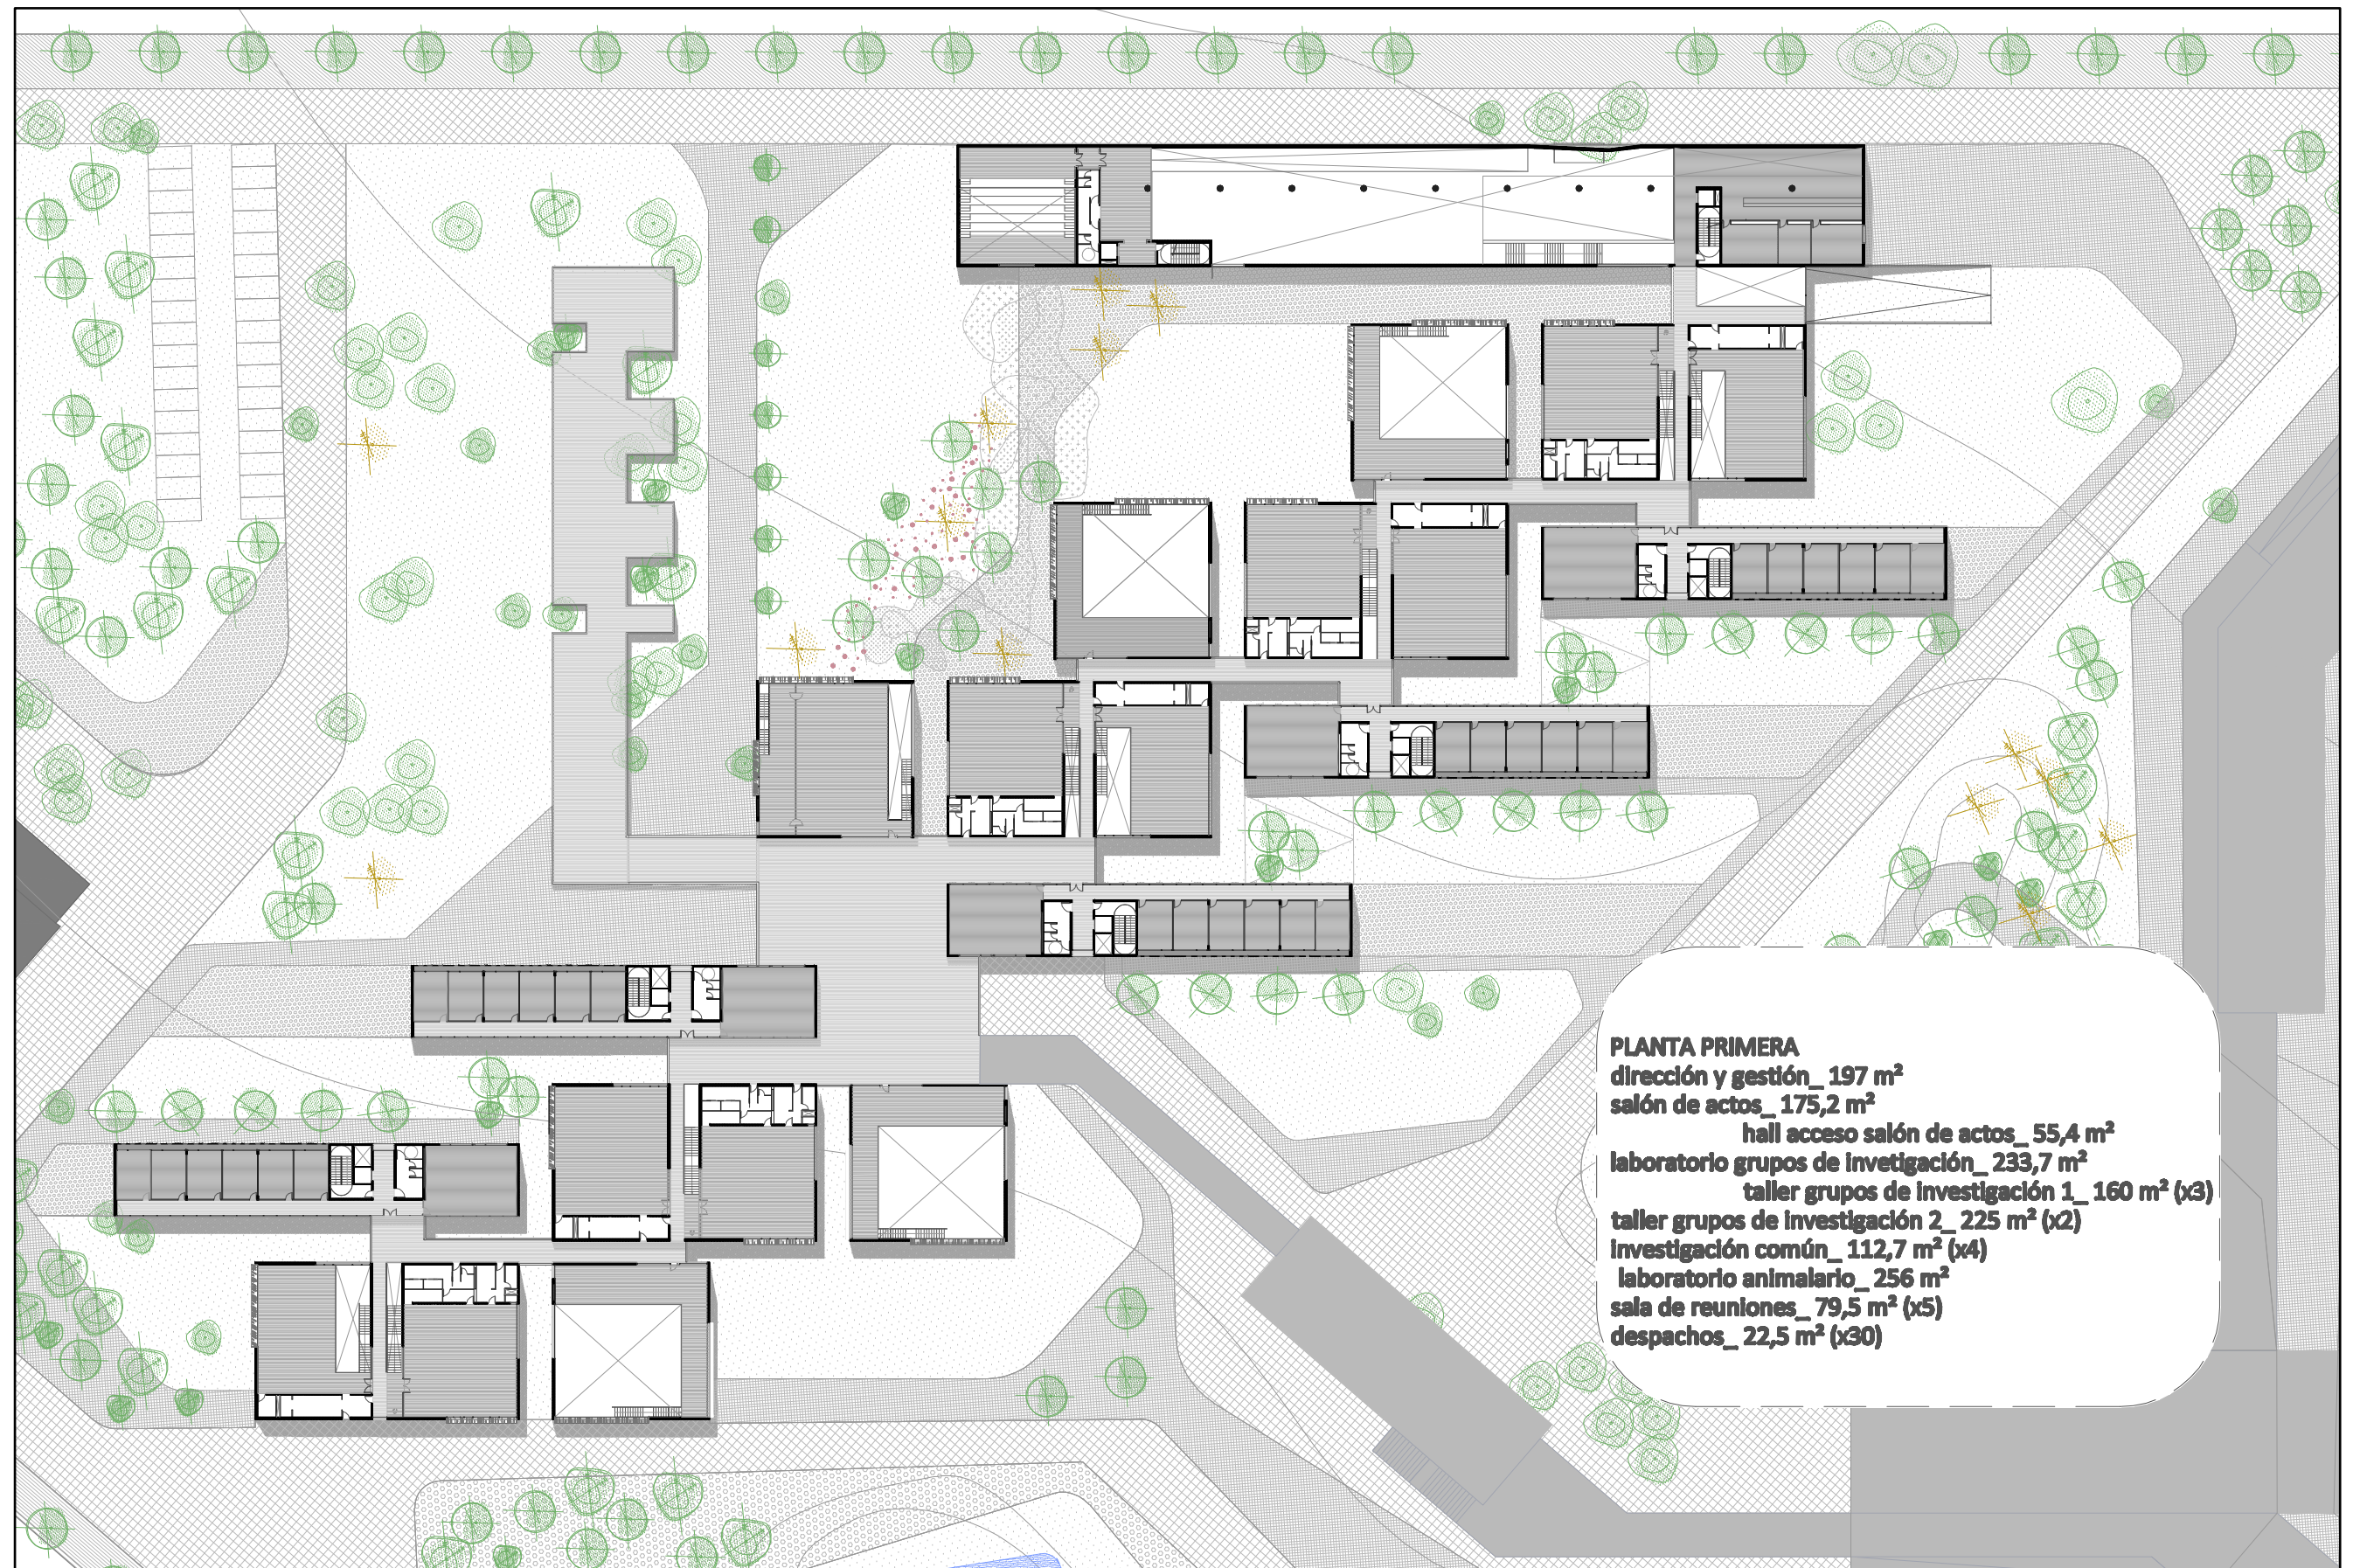 PLANTA PRIMERA
dirección y gestión_ 197 m²
salón de actos_ 175,2 m²
hall acceso salón de actos_ 55,4 m²
laboratorio grupos de invetigación_ 233,7 m²
taller grupos de investigación 1_ 160 m² (x3)
taller grupos de investigación 2_ 225 m² (x2)
investigación común_ 112,7 m² (x4)
laboratorio animalario_ 256 m²
sala de reuniones_ 79,5 m² (x5)
despachos_ 22,5 m² (x30)